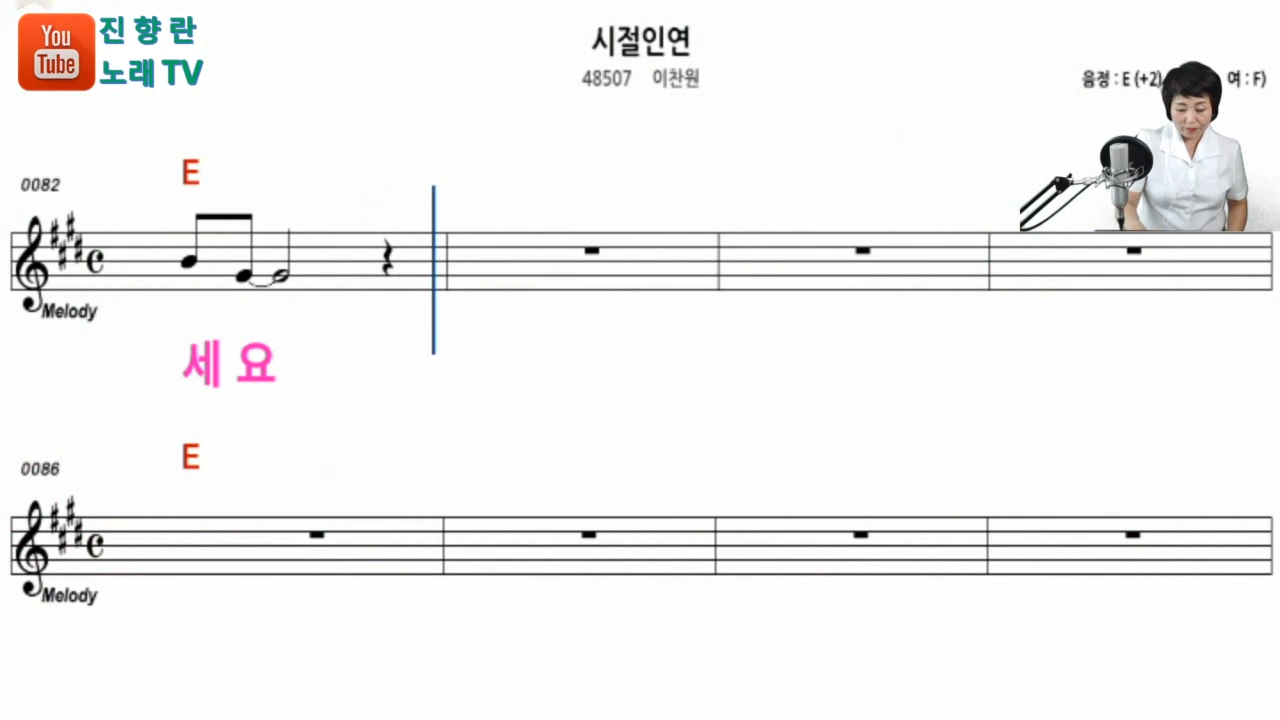 You
Tube
진 향 란
노래 TV
시절인연
48507 이찬원
음정 : E (+2)
여 : F)
0082
E
Melody
세 요
0086
E
Melody